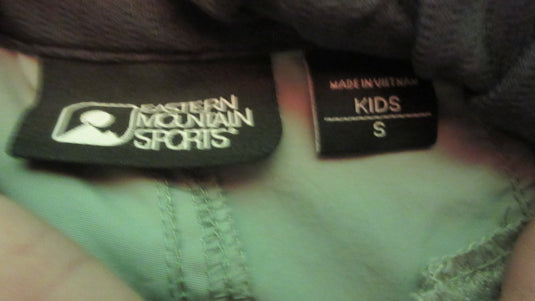 EASTERN
MOUNTAIN
SPORTS®
MADE IN VIETNAM
KIDS
S